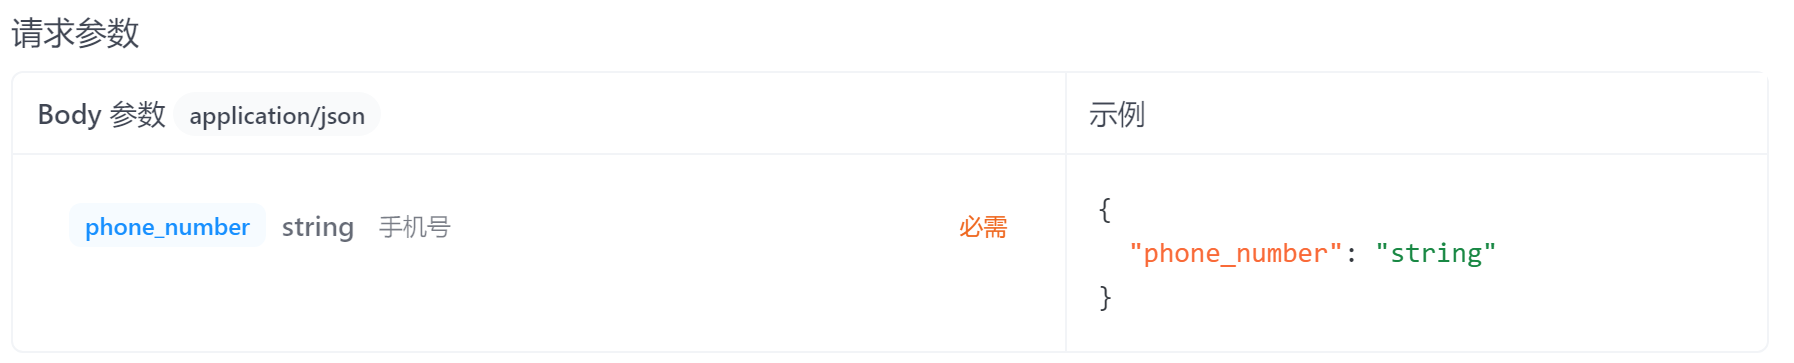 请求参数
Body 参数 application/json
示例
phone_number string 手机号 必需
{
"phone_number": "string"
}